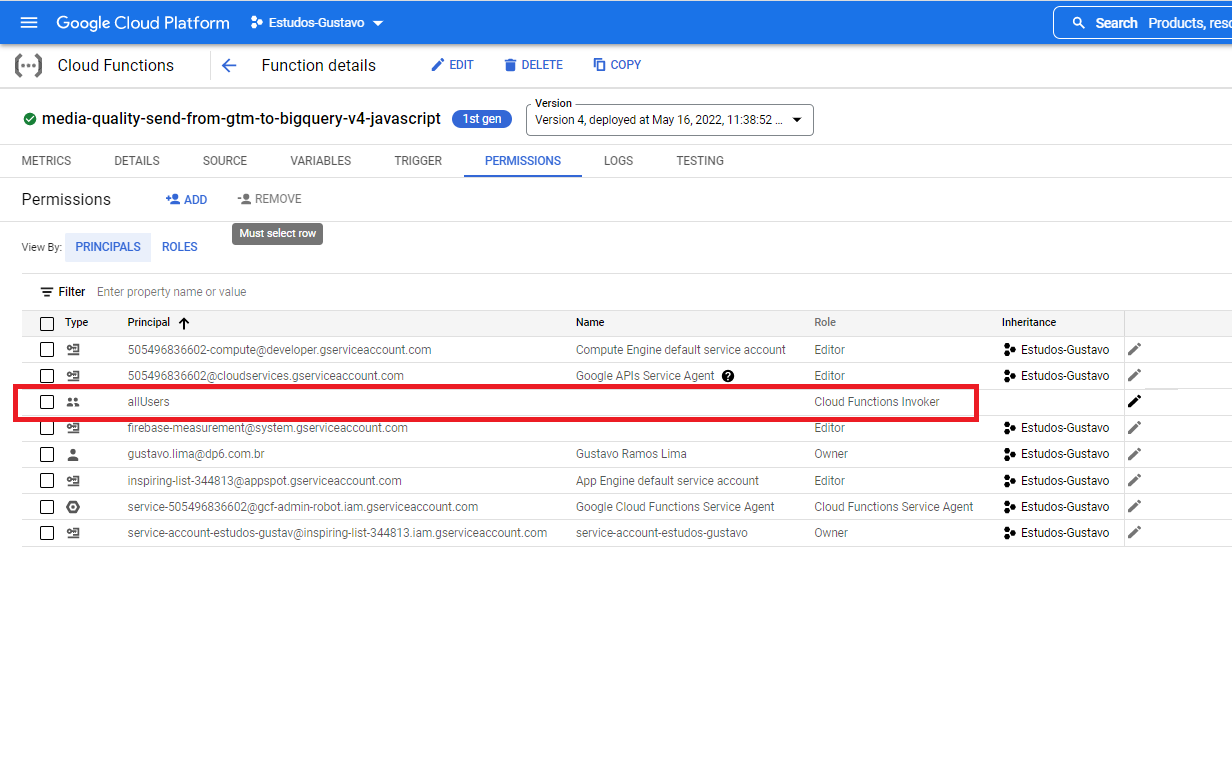 Google Cloud Platform Estudos-Gustavo Search Products, reso
Cloud Functions Function details EDIT DELETE COPY
media-quality-send-from-gtm-to-bigquery-v4-javascript 1st gen Version
Version 4, deployed at May 16, 2022, 11:38:52 ...
METRICS DETAILS SOURCE VARIABLES TRIGGER PERMISSIONS LOGS TESTING
Permissions ADD REMOVE
Must select row
View By: PRINCIPALS ROLES
Filter Enter property name or value
Type Principal Name Role Inheritance
505496836602-compute@developer.gserviceaccount.com Compute Engine default service account Editor Estudos-Gustavo
505496836602@cloudservices.gserviceaccount.com Google APIs Service Agent Editor Estudos-Gustavo
allUsers Cloud Functions Invoker
firebase-measurement@system.gserviceaccount.com Editor Estudos-Gustavo
gustavo.lima@dp6.com.br Gustavo Ramos Lima Owner Estudos-Gustavo
inspiring-list-344813@appspot.gserviceaccount.com App Engine default service account Editor Estudos-Gustavo
service-505496836602@gcf-admin-robot.iam.gserviceaccount.com Google Cloud Functions Service Agent Cloud Functions Service Agent Estudos-Gustavo
service-account-estudos-gustav@inspiring-list-344813.iam.gserviceaccount.com service-account-estudos-gustavo Owner Estudos-Gustavo